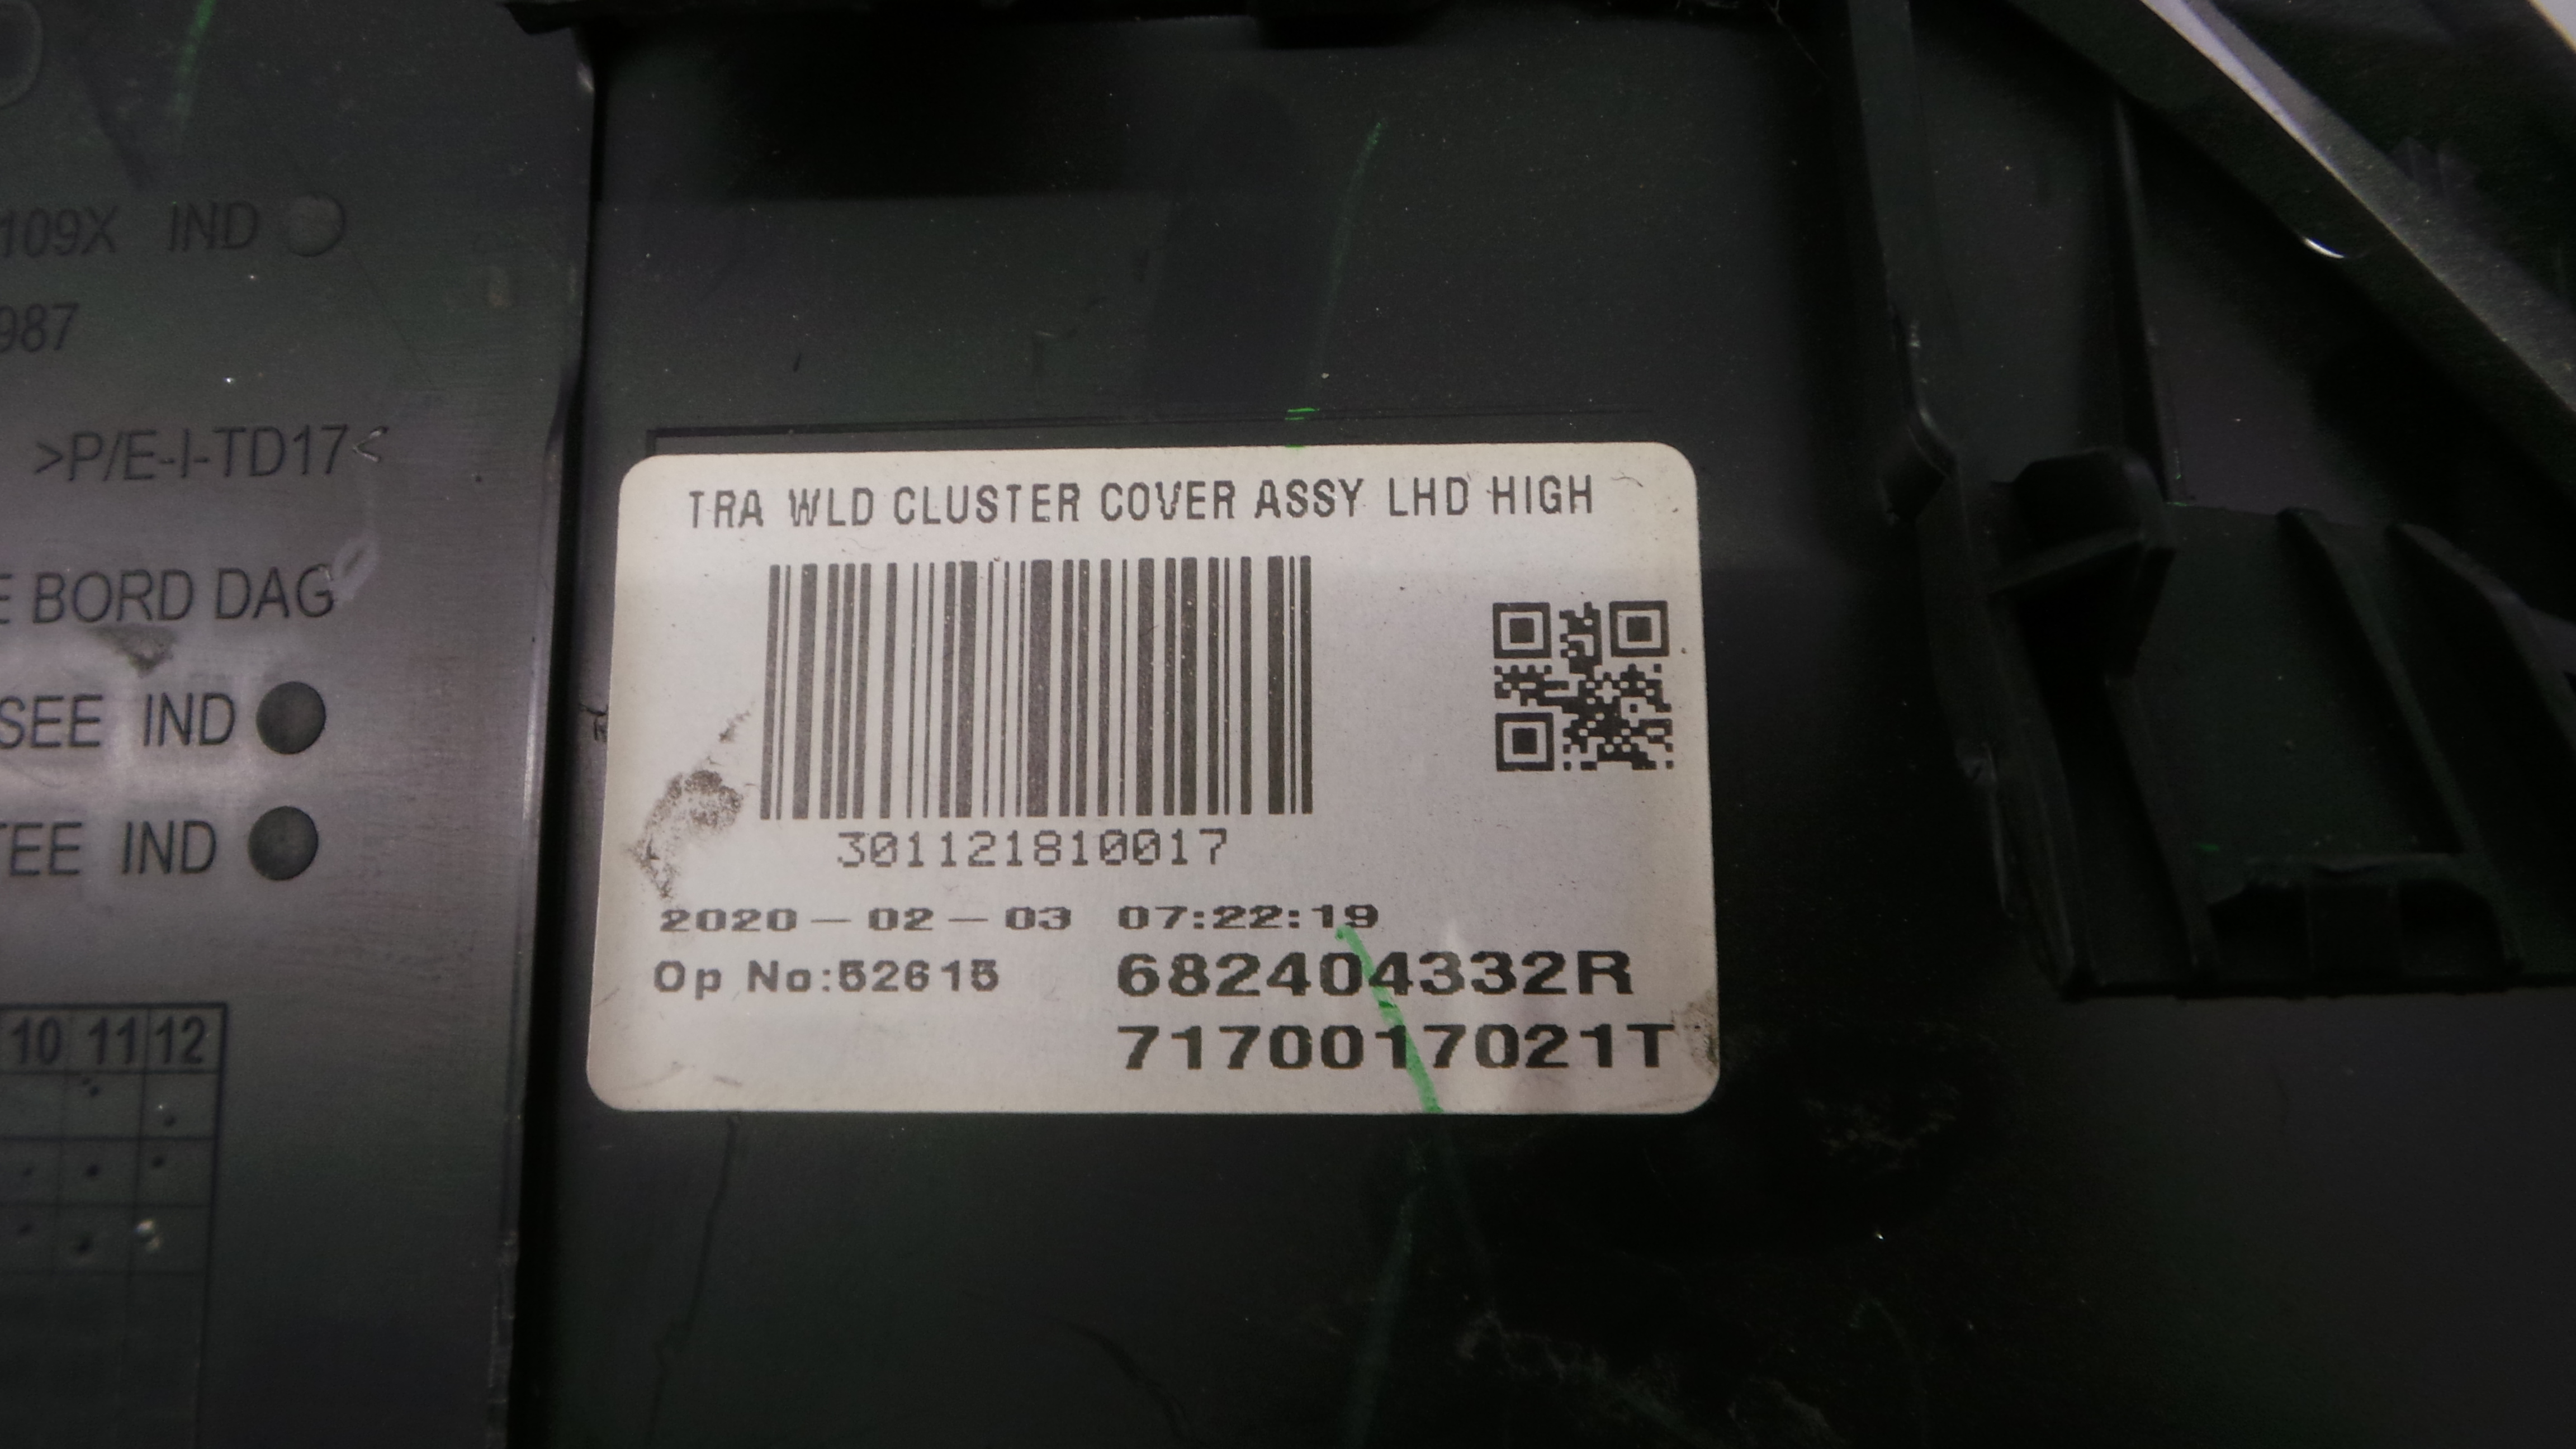 109X IND
987
>P/E-I-TD17<
E BORD DAG
SEE IND
TEE IND
10 11 12
TRA WLD CLUSTER COVER ASSY LHD HIGH
301121810017
2020-02-03 07:22:19
Op No:52615 682404332R
7170017021T